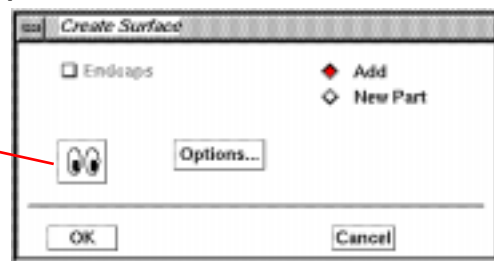 Create Surface
Endcaps
Add
New Part
Options...
OK
Cancel